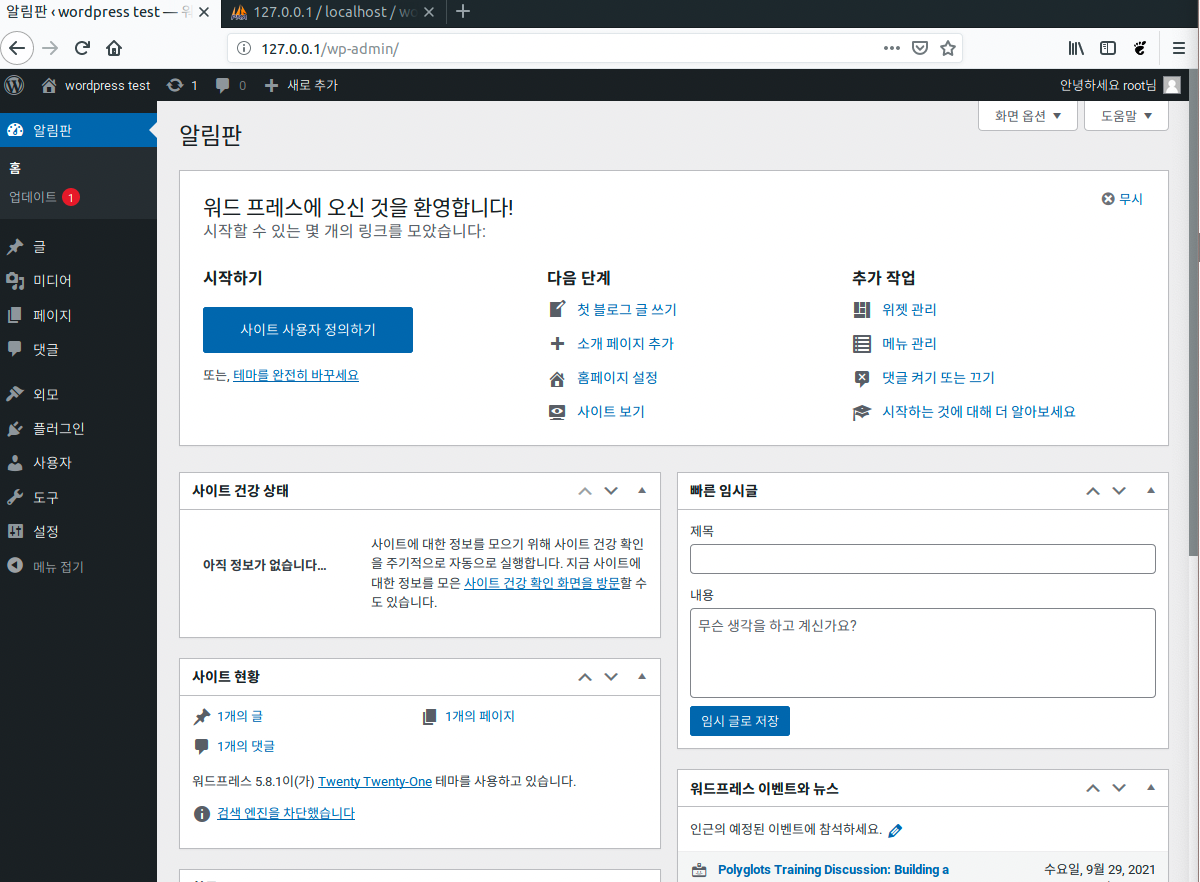 알림판 ‹ wordpress test — 워
127.0.0.1 / localhost / wo
127.0.0.1/wp-admin/
wordpress test 1 0 새로 추가 안녕하세요 root님
알림판
홈
업데이트 1
글
미디어
페이지
댓글
외모
플러그인
사용자
도구
설정
메뉴 접기
화면 옵션 도움말
알림판
워드 프레스에 오신 것을 환영합니다!
시작할 수 있는 몇 개의 링크를 모았습니다:
무시
시작하기
사이트 사용자 정의하기
또는, 테마를 완전히 바꾸세요
다음 단계
첫 블로그 글 쓰기
소개 페이지 추가
홈페이지 설정
사이트 보기
추가 작업
위젯 관리
메뉴 관리
댓글 켜기 또는 끄기
시작하는 것에 대해 더 알아보세요
사이트 건강 상태
아직 정보가 없습니다...
사이트에 대한 정보를 모으기 위해 사이트 건강 확인
을 주기적으로 자동으로 실행합니다. 지금 사이트에
대한 정보를 모은 사이트 건강 확인 화면을 방문할 수
도 있습니다.
사이트 현황
1개의 글 1개의 페이지
1개의 댓글
워드프레스 5.8.1이(가) Twenty Twenty-One 테마를 사용하고 있습니다.
검색 엔진을 차단했습니다
빠른 임시글
제목
내용
무슨 생각을 하고 계신가요?
임시 글로 저장
워드프레스 이벤트와 뉴스
인근의 예정된 이벤트에 참석하세요.
Polyglots Training Discussion: Building a 수요일, 9월 29, 2021